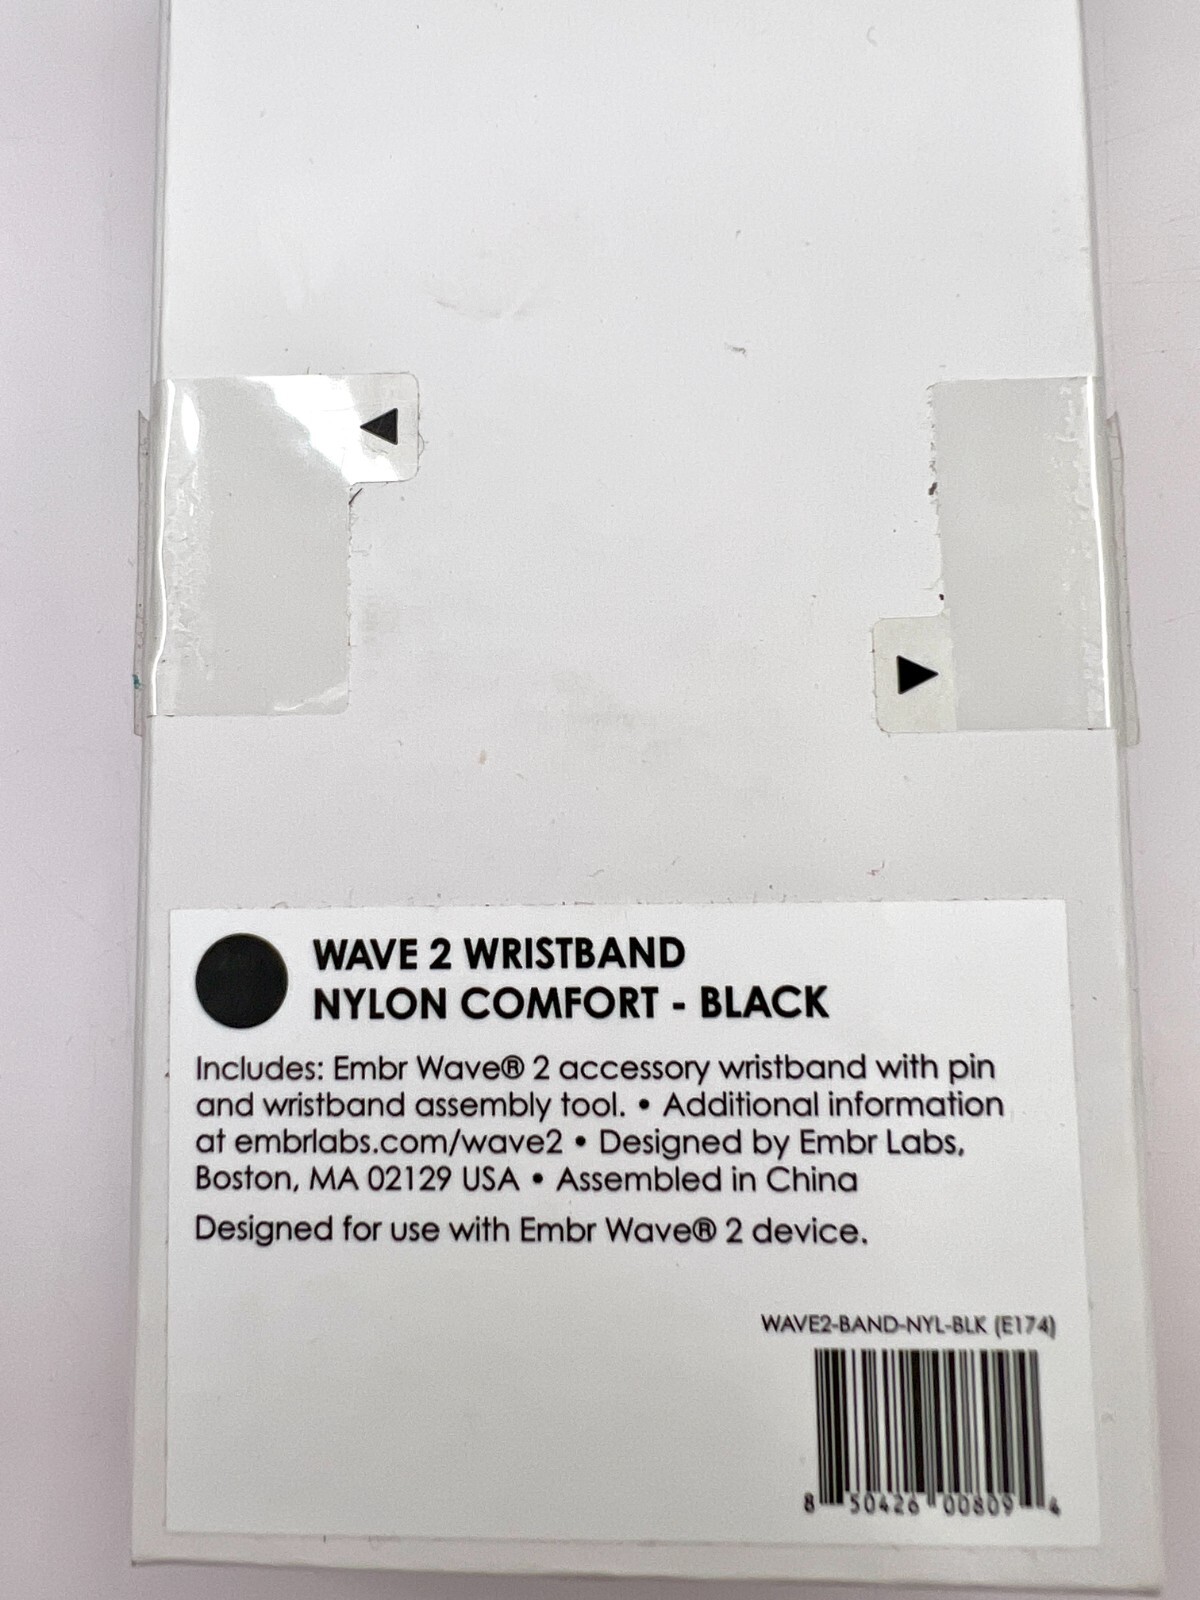 WAVE 2 WRISTBAND
NYLON COMFORT - BLACK
Includes: Embr Wave® 2 accessory wristband with pin
and wristband assembly tool. • Additional information
at embrlabs.com/wave2 • Designed by Embr Labs,
Boston, MA 02129 USA • Assembled in China
Designed for use with Embr Wave® 2 device.
WAVE2-BAND-NYL-BLK (E174)
8 50426 00809 4